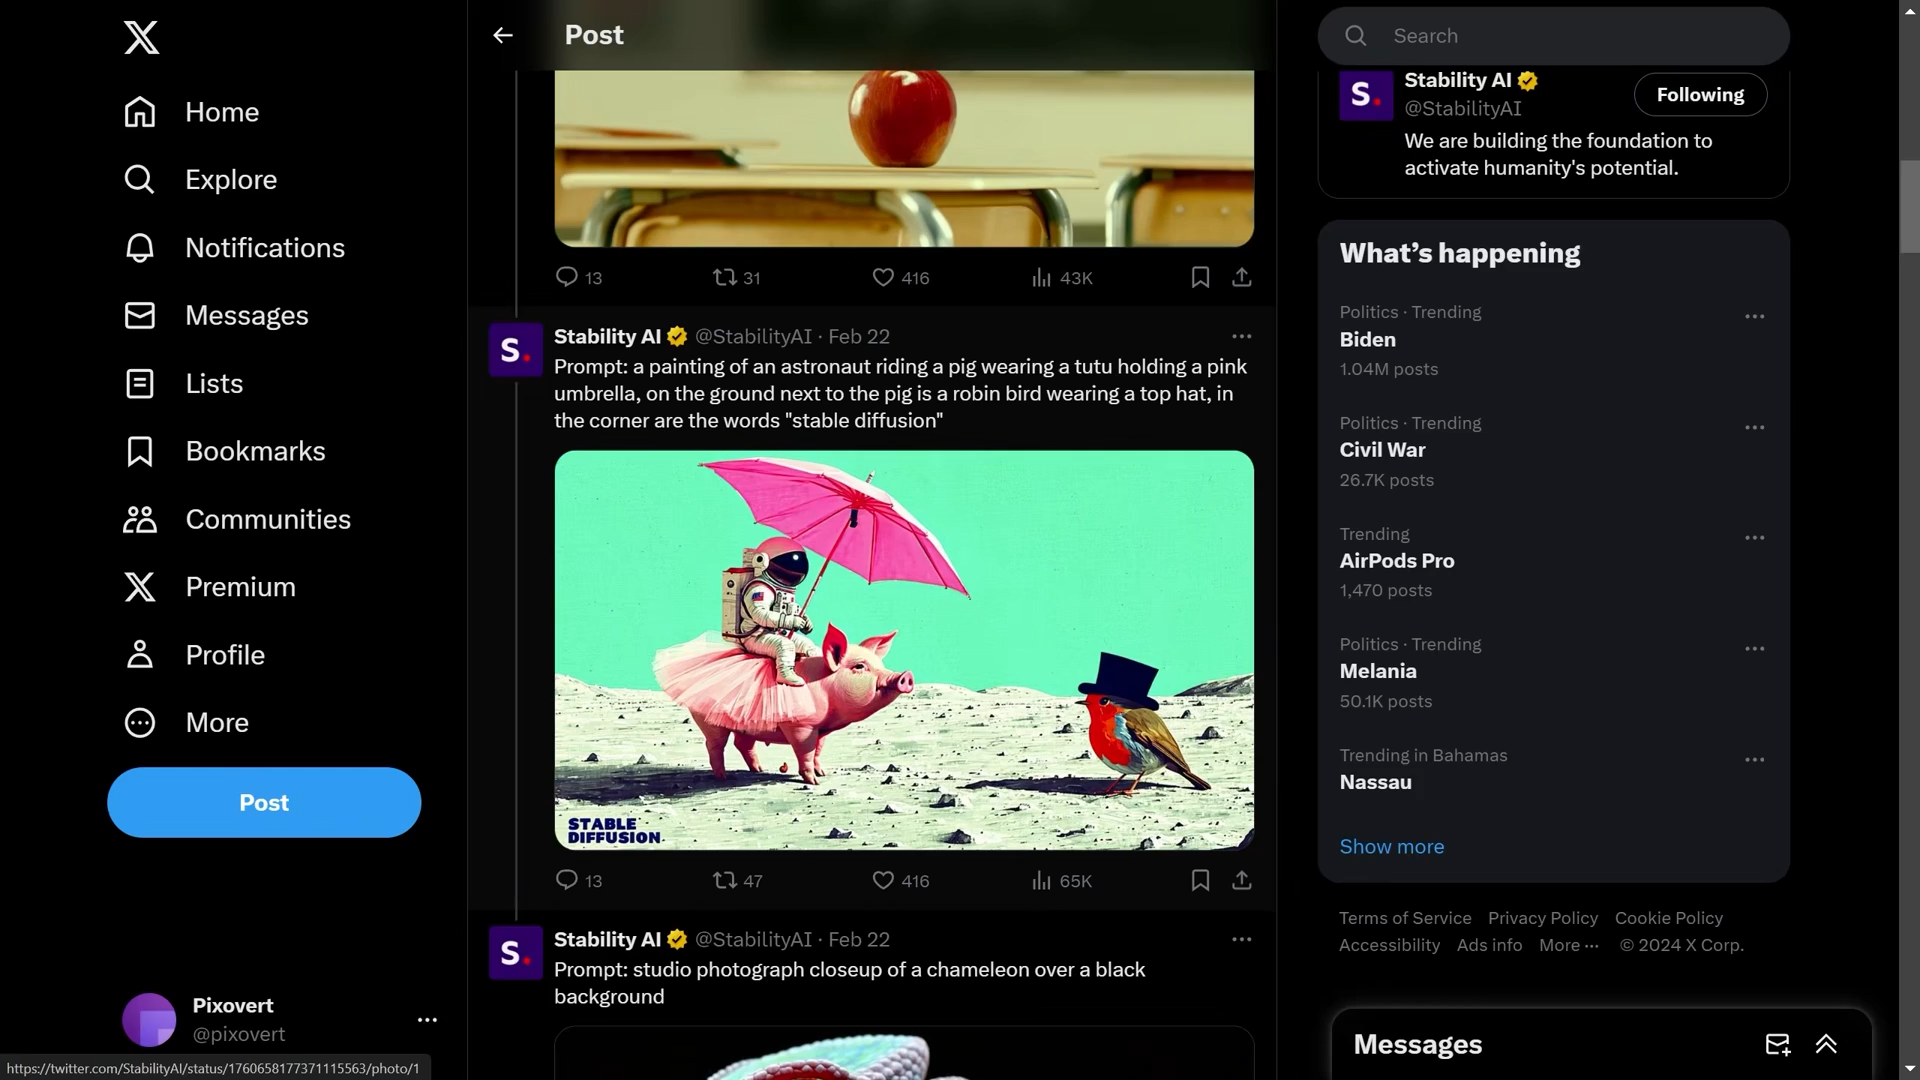 Home
Explore
Notifications
Messages
Lists
Bookmarks
Communities
Premium
Profile
More
Post
Pixovert
@pixovert
https://twitter.com/StabilityAI/status/1760658177371115563/photo/1
Post
13 31 416 43K
Stability AI @StabilityAI · Feb 22
Prompt: a painting of an astronaut riding a pig wearing a tutu holding a pink
umbrella, on the ground next to the pig is a robin bird wearing a top hat, in
the corner are the words "stable diffusion"
STABLE
DIFFUSION
13 47 416 65K
Stability AI @StabilityAI · Feb 22
Prompt: studio photograph closeup of a chameleon over a black
background
Search
S.
Stability AI
@StabilityAI
Following
We are building the foundation to
activate humanity's potential.
What’s happening
Politics · Trending
Biden
1.04M posts
Politics · Trending
Civil War
26.7K posts
Trending
AirPods Pro
1,470 posts
Politics · Trending
Melania
50.1K posts
Trending in Bahamas
Nassau
Show more
Terms of Service Privacy Policy Cookie Policy
Accessibility Ads info More ··· © 2024 X Corp.
Messages